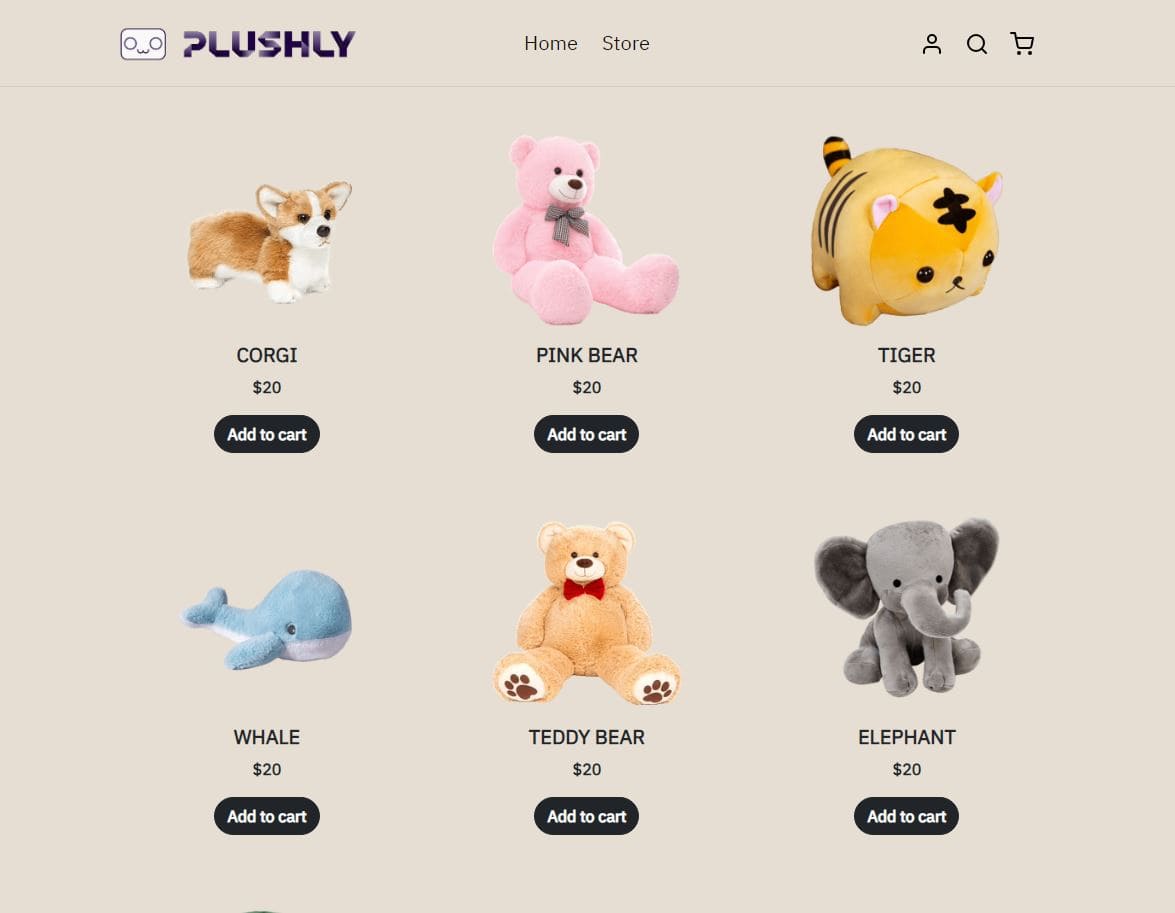 PLUSHLY
Home Store
CORGI
$20
Add to cart
PINK BEAR
$20
Add to cart
TIGER
$20
Add to cart
WHALE
$20
Add to cart
TEDDY BEAR
$20
Add to cart
ELEPHANT
$20
Add to cart